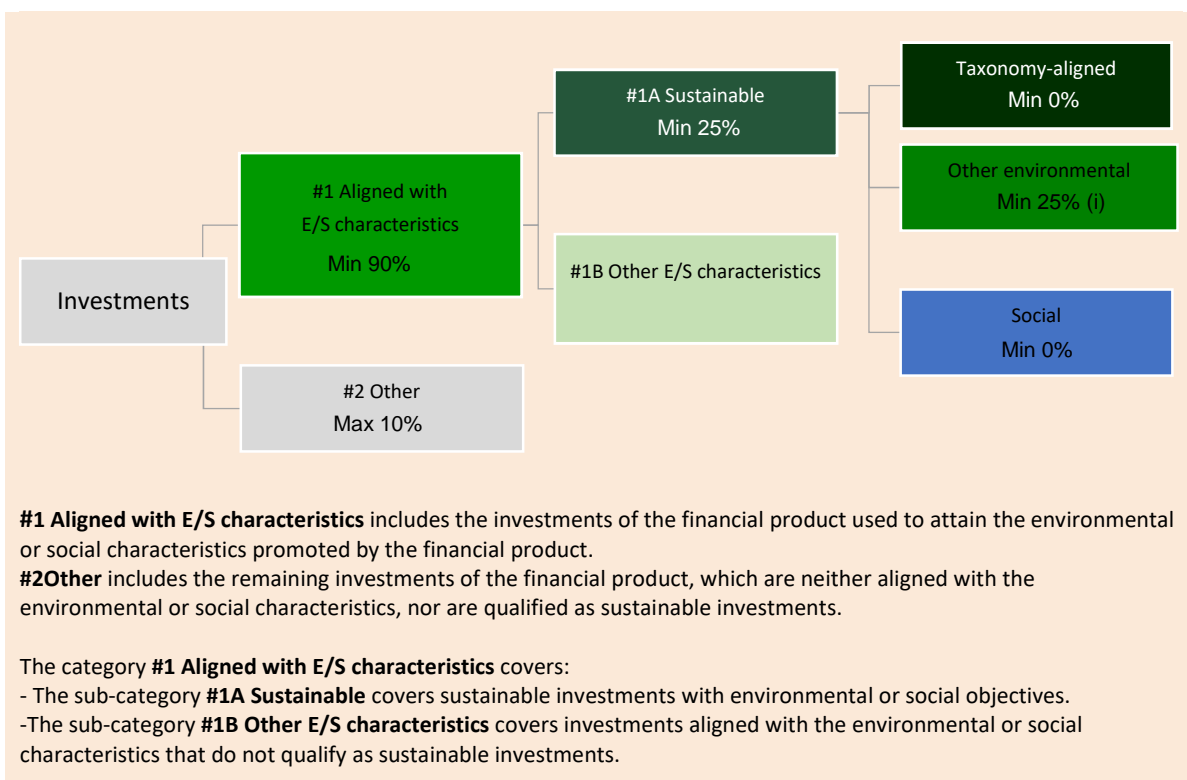 Investments
#1 Aligned with
E/S characteristics
Min 90%
#2 Other
Max 10%
#1A Sustainable
Min 25%
#1B Other E/S characteristics
Taxonomy-aligned
Min 0%
Other environmental
Min 25% (i)
Social
Min 0%
#1 Aligned with E/S characteristics includes the investments of the financial product used to attain the environmental
or social characteristics promoted by the financial product.
#2Other includes the remaining investments of the financial product, which are neither aligned with the
environmental or social characteristics, nor are qualified as sustainable investments.
The category #1 Aligned with E/S characteristics covers:
- The sub-category #1A Sustainable covers sustainable investments with environmental or social objectives.
-The sub-category #1B Other E/S characteristics covers investments aligned with the environmental or social
characteristics that do not qualify as sustainable investments.